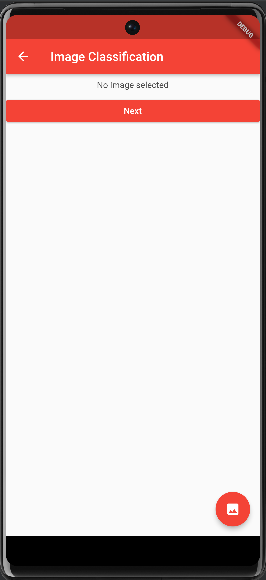 DEBUG
Image Classification
No Image selected
Next